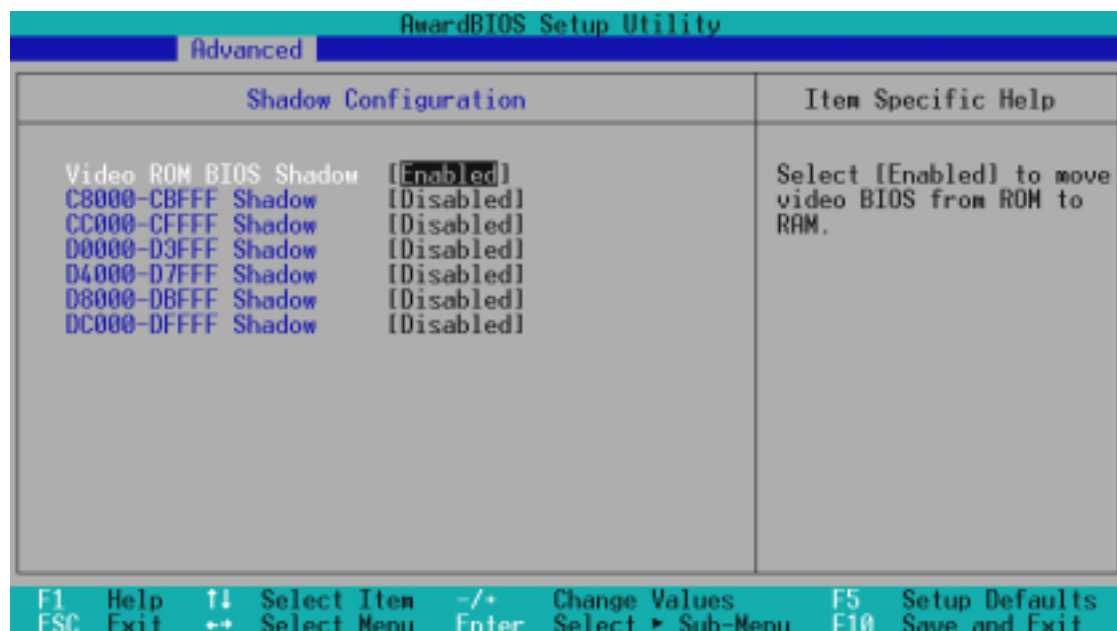 AwardBIOS Setup Utility
Advanced
Shadow Configuration
Item Specific Help
Video ROM BIOS Shadow [Enabled]
C8000-CBFFF Shadow [Disabled]
CC000-CFFFF Shadow [Disabled]
D0000-D3FFF Shadow [Disabled]
D4000-D7FFF Shadow [Disabled]
D8000-DBFFF Shadow [Disabled]
DC000-DFFFF Shadow [Disabled]
Select [Enabled] to move
video BIOS from ROM to
RAM.
F1 Help ↑↓ Select Item -/+ Change Values F5 Setup Defaults
ESC Exit ←→ Select Menu Enter Select ► Sub-Menu F10 Save and Exit